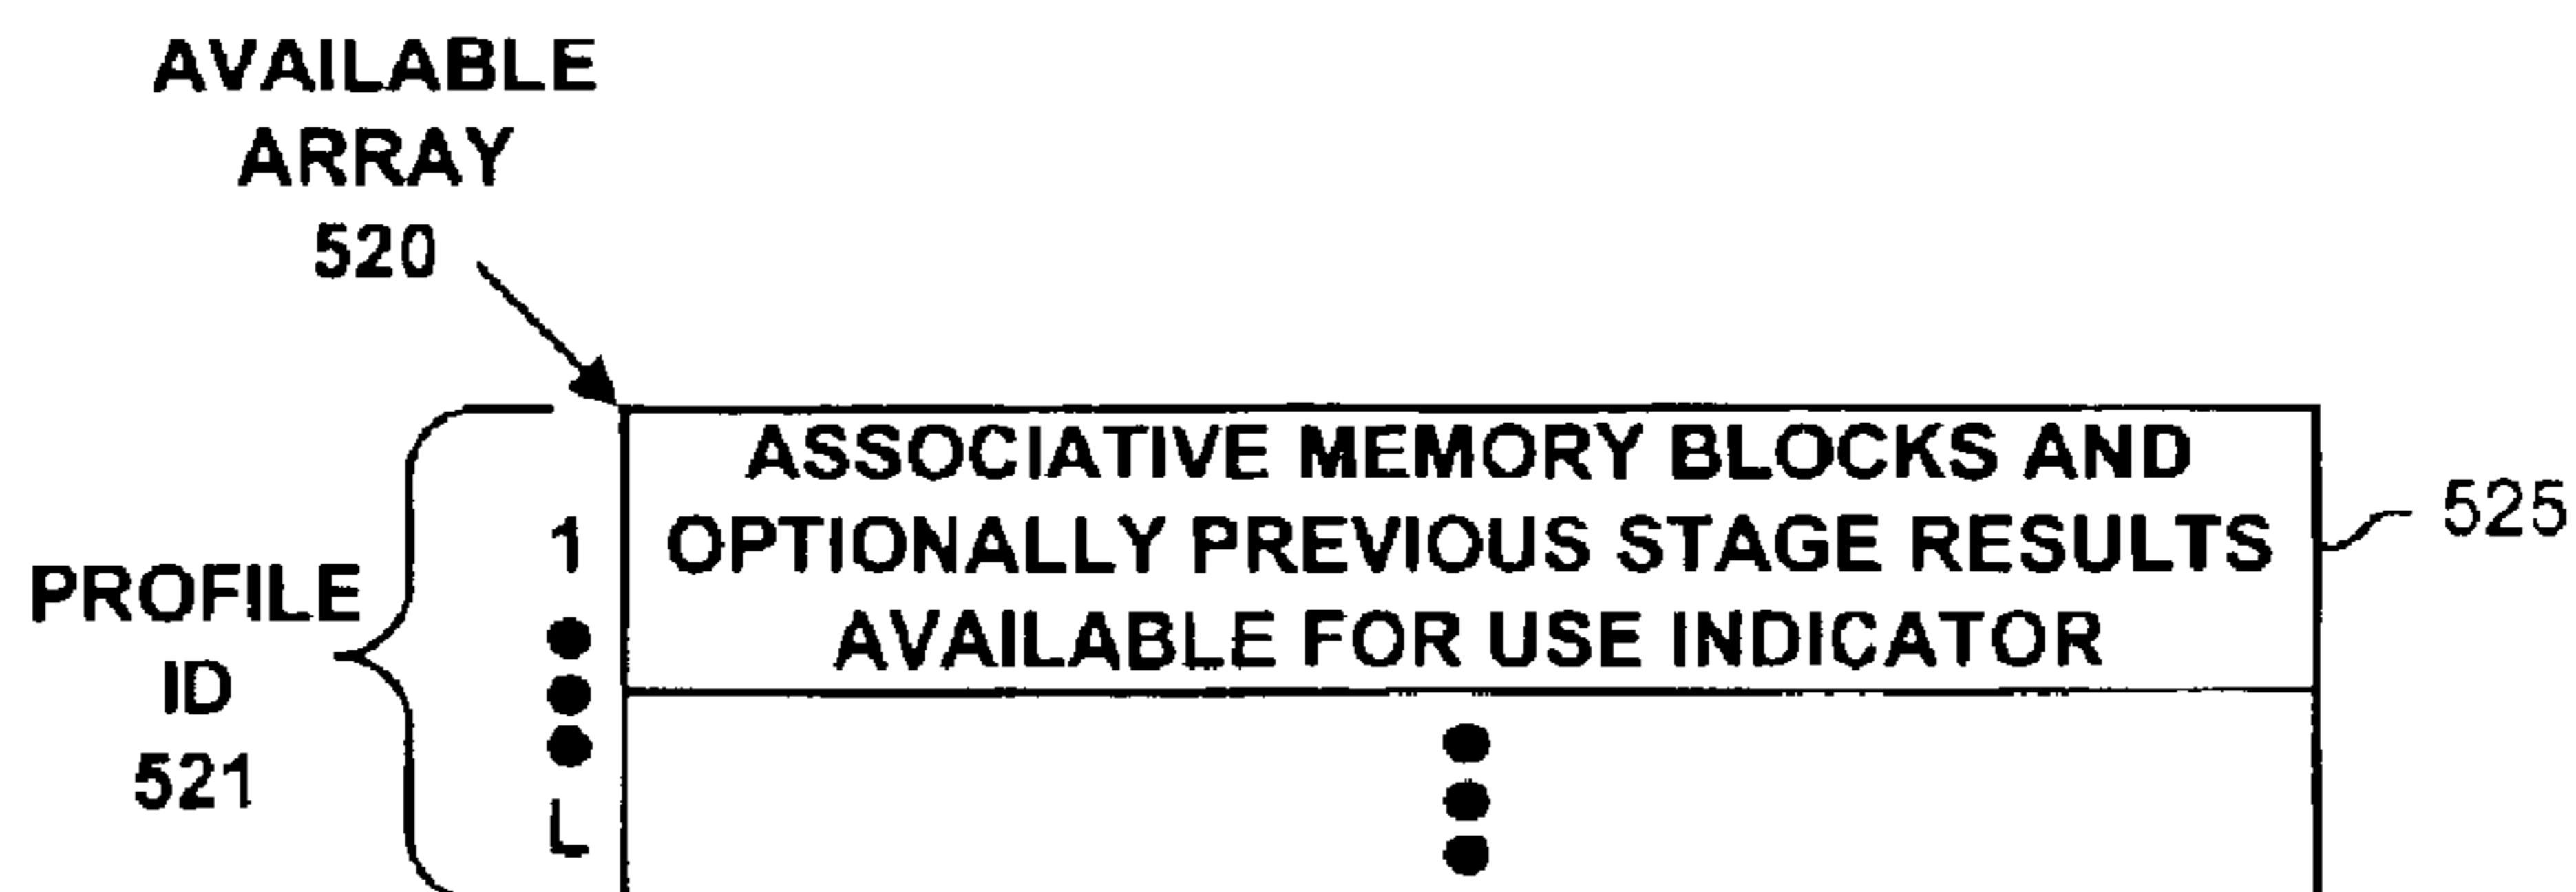 AVAILABLE
ARRAY
520
ASSOCIATIVE MEMORY BLOCKS AND
OPTIONALLY PREVIOUS STAGE RESULTS
AVAILABLE FOR USE INDICATOR
525
1
PROFILE
ID
521
L